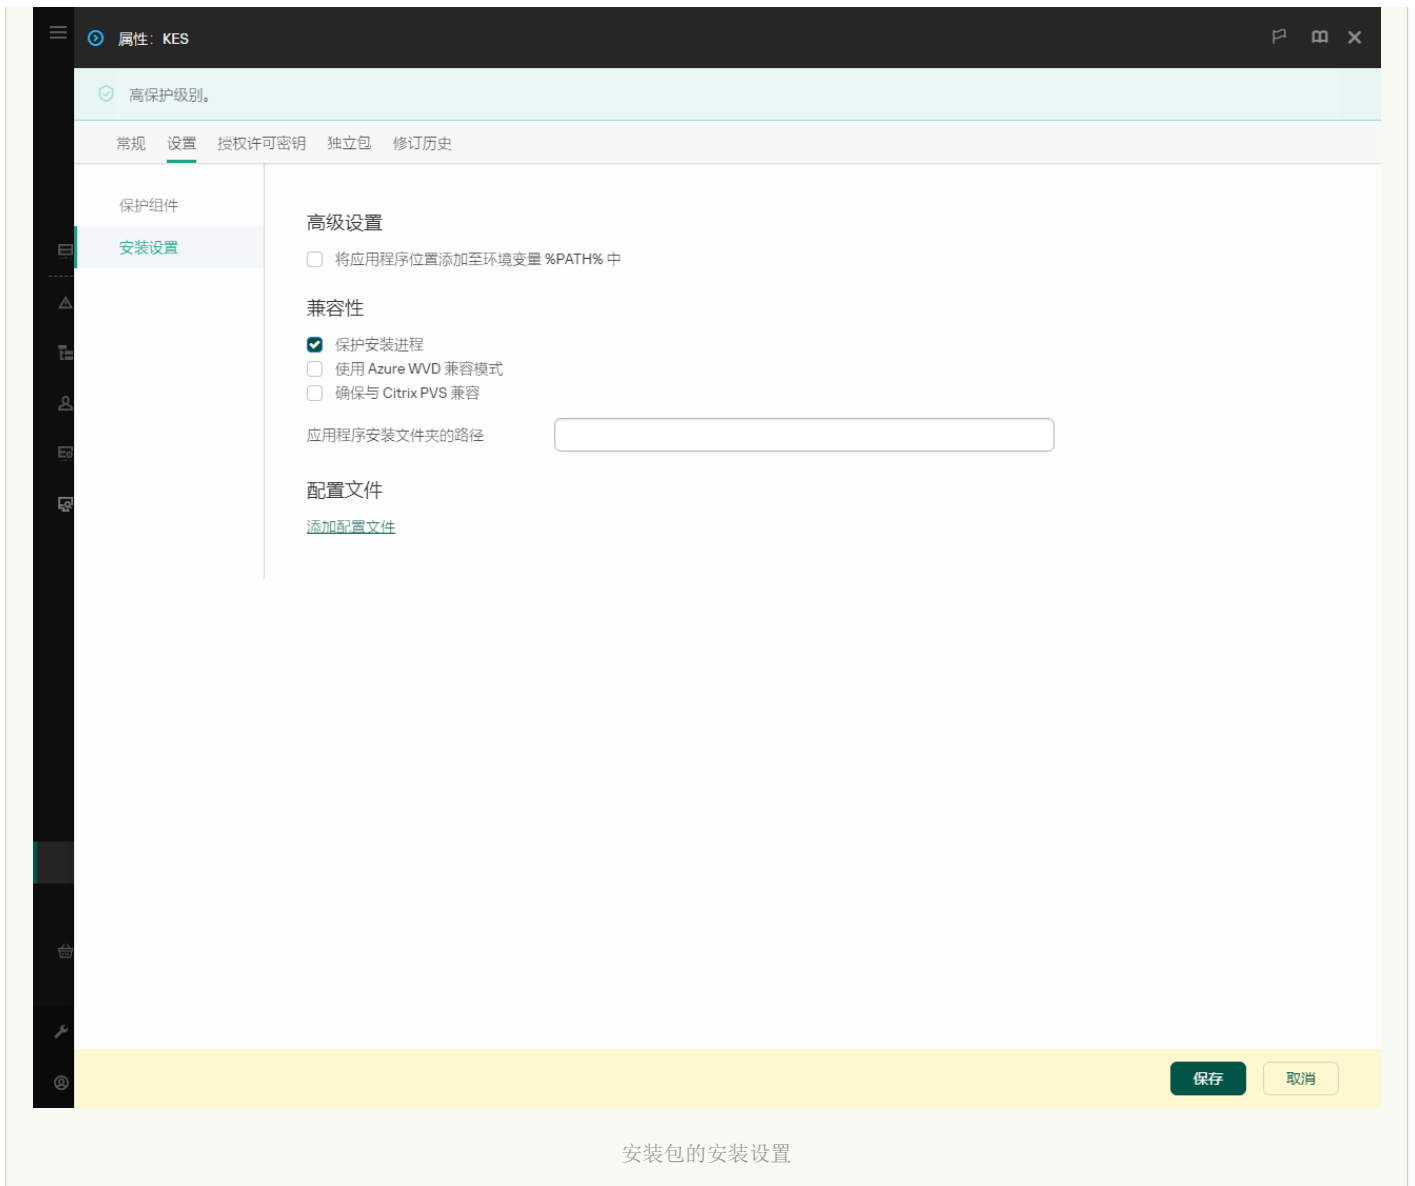 属性：KES
高保护级别。
常规 设置 授权许可密钥 独立包 修订历史
保护组件
安装设置
高级设置
将应用程序位置添加至环境变量 %PATH% 中
兼容性
保护安装进程
使用 Azure WVD 兼容模式
确保与 Citrix PVS 兼容
应用程序安装文件夹的路径
配置文件
添加配置文件
保存 取消
安装包的安装设置